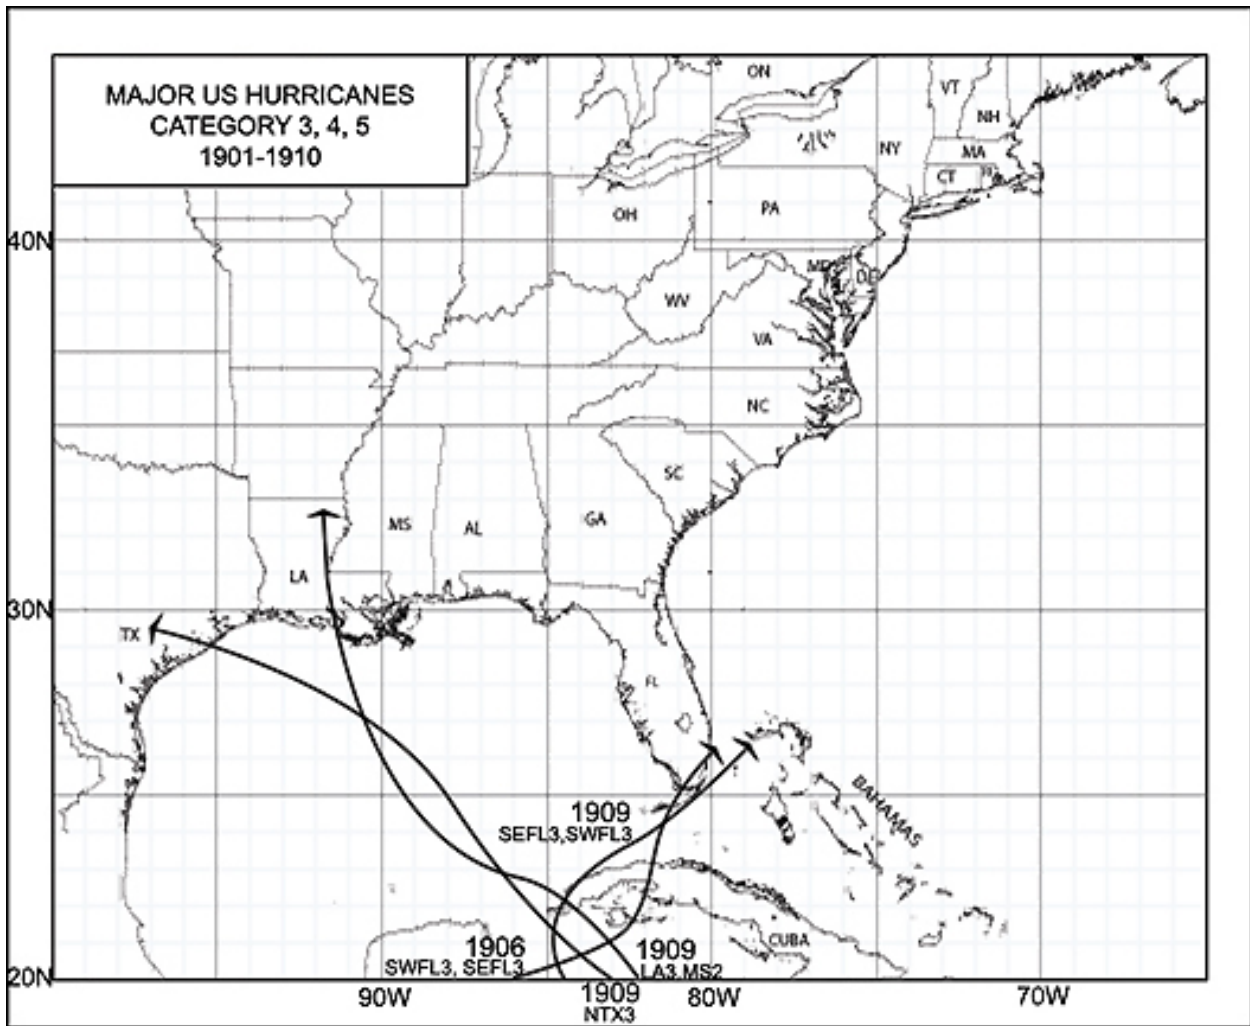 MAJOR US HURRICANES
CATEGORY 3, 4, 5
1901-1910
ON
VT
NH
NY
MA
CT
RI
PA
OH
40N
MD
DE
WV
VA
NC
SC
MS
AL
GA
LA
30N
TX
FL
BAHAMAS
1909
SEFL3,SWFL3
CUBA
1906
SWFL3, SEFL3
1909
LA3,MS2
20N
90W
1909
NTX3
80W
70W